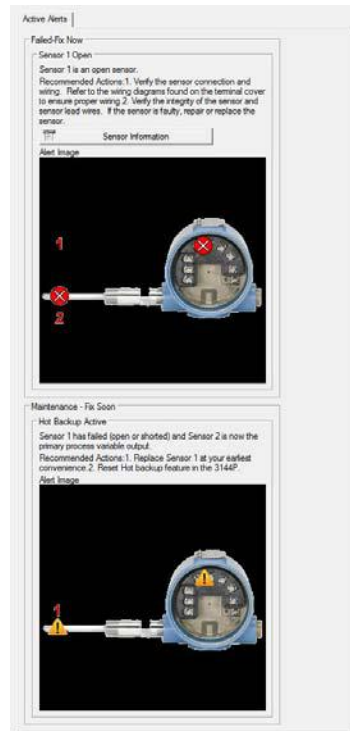 Active Alerts
Failed-Fix Now
Sensor 1 Open
Sensor 1 is an open sensor.
Recommended Actions:1. Verify the sensor connection and
wiring. Refer to the wiring diagrams found on the terminal cover
to ensure proper wiring.2. Verify the integrity of the sensor and
sensor lead wires. If the sensor is faulty, repair or replace the
sensor.
Sensor Information
Alert Image
1
2
Maintenance - Fix Soon
Hot Backup Active
Sensor 1 has failed (open or shorted) and Sensor 2 is now the
primary process variable output.
Recommended Actions:1. Replace Sensor 1 at your earliest
convenience.2. Reset Hot backup feature in the 3144P.
Alert Image
1